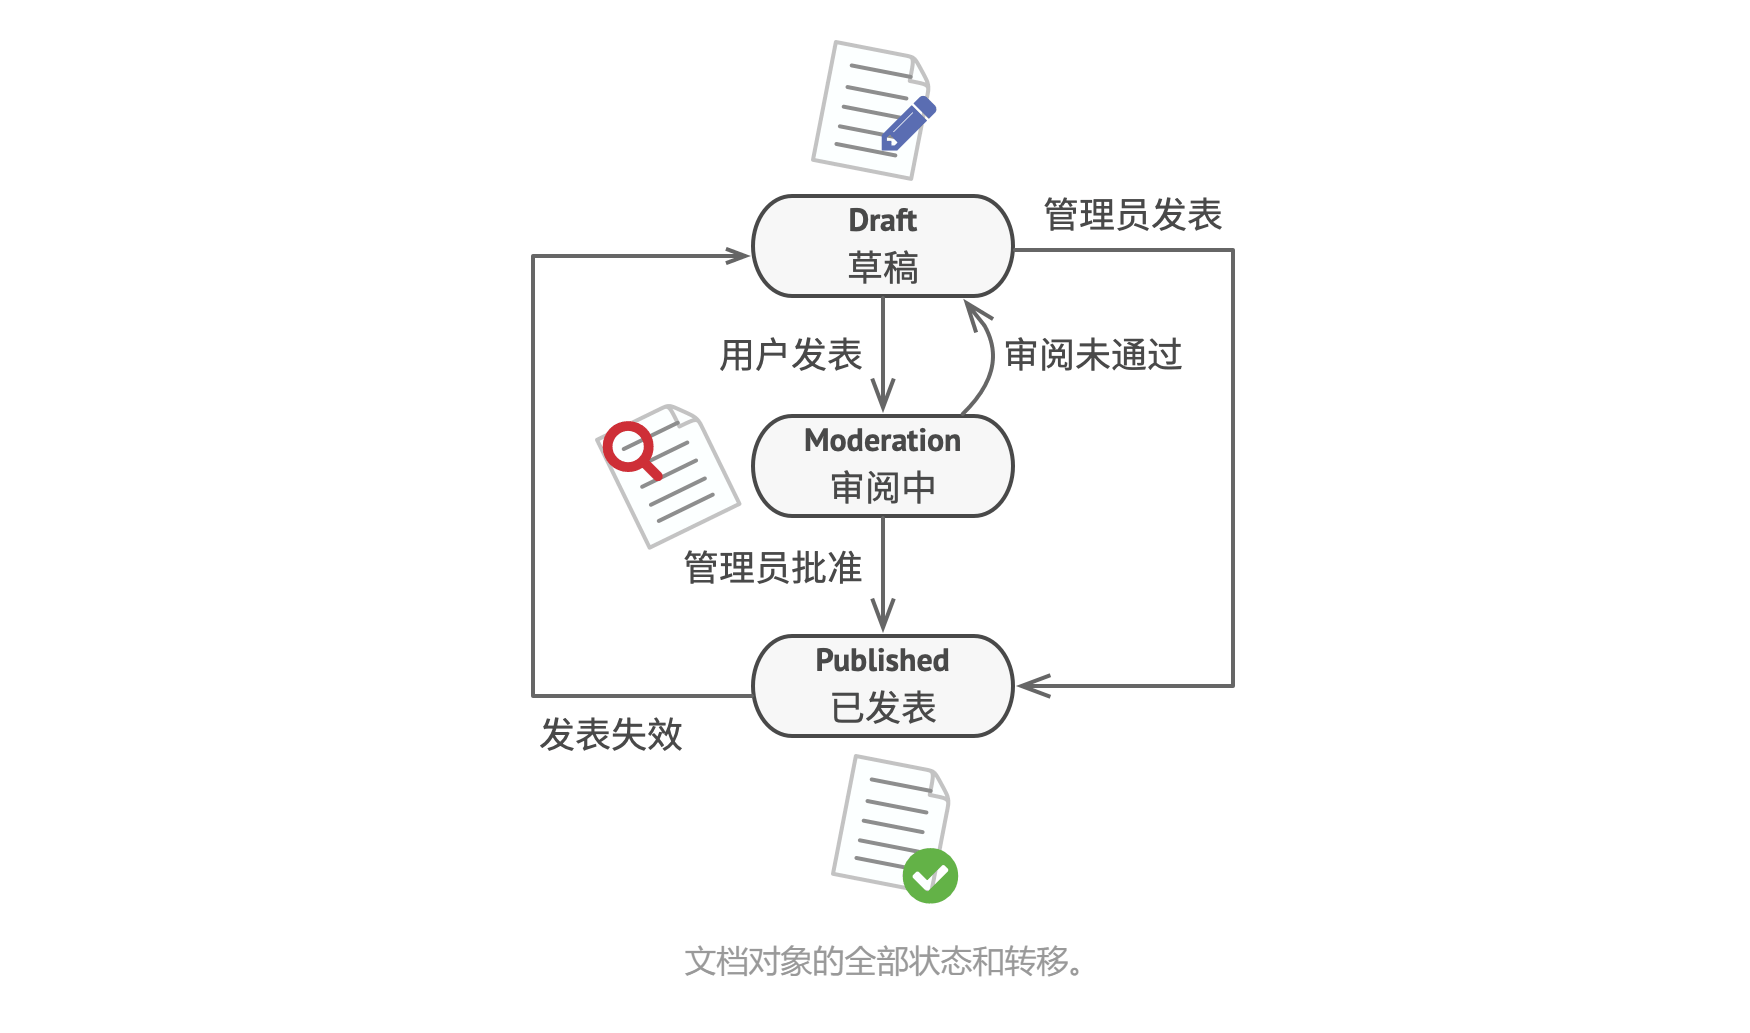 Draft
草稿
管理员发表
用户发表
审阅未通过
Moderation
审阅中
管理员批准
Published
已发表
发表失效
文档对象的全部状态和转移。